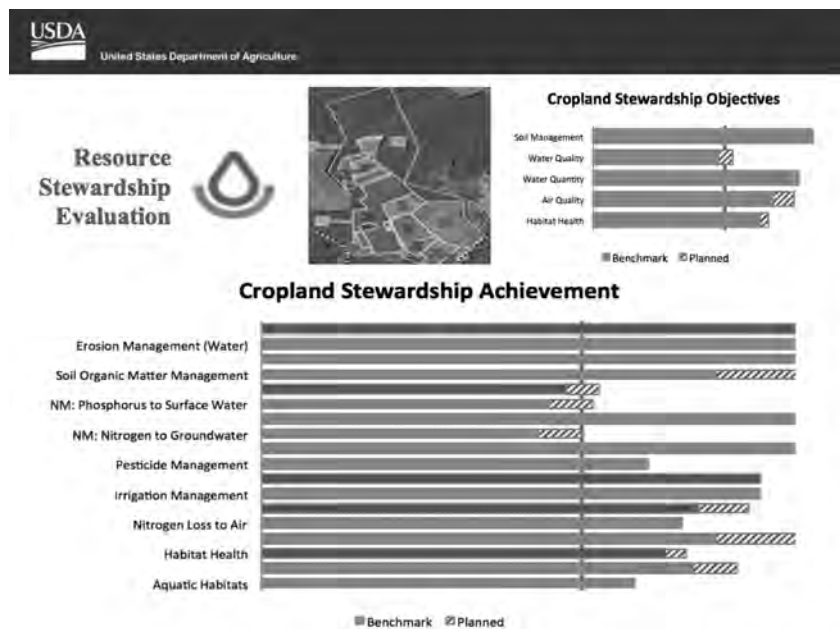 USDA
United States Department of Agriculture
Resource
Stewardship
Evaluation
Cropland Stewardship Objectives
Soil Management
Water Quality
Water Quantity
Air Quality
Habitat Health
Benchmark Planned
Cropland Stewardship Achievement
Erosion Management (Water)
Soil Organic Matter Management
NM: Phosphorus to Surface Water
NM: Nitrogen to Groundwater
Pesticide Management
Irrigation Management
Nitrogen Loss to Air
Habitat Health
Aquatic Habitats
Benchmark Planned